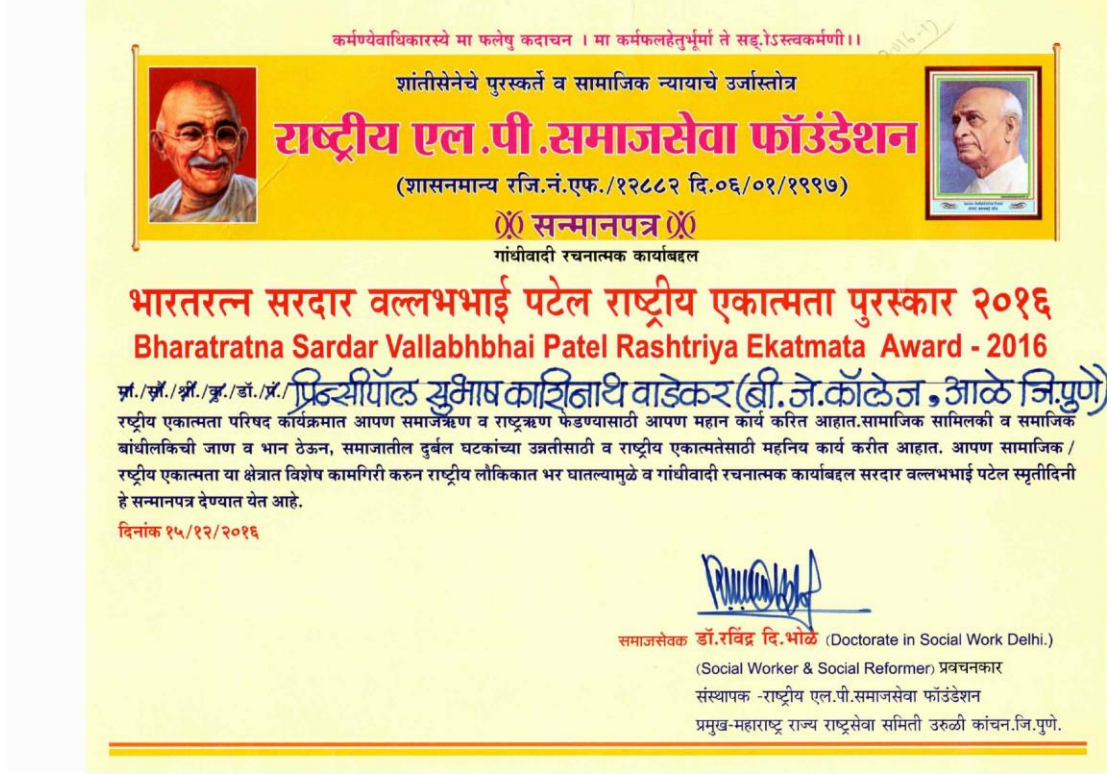 कर्मण्येवाधिकारस्ये मा फलेषु कदाचन । मा कर्मफलहेतुर्भूर्मा ते सड्.ोऽस्त्वकर्मणी।।
2016-17
शांतीसेनेचे पुरस्कर्ते व सामाजिक न्यायाचे उर्जास्तोत्र
राष्ट्रीय एल.पी.समाजसेवा फॉउंडेशन
(शासनमान्य रजि.नं.एफ./१२८८२ दि.०६/०१/१९९७)
सन्मानपत्र
गांधीवादी रचनात्मक कार्याबद्दल
भारतरत्न सरदार वल्लभभाई पटेल राष्ट्रीय एकात्मता पुरस्कार २०१६
Bharatratna Sardar Vallabhbhai Patel Rashtriya Ekatmata Award - 2016
मा./सौ./श्री./कु./डॉ./प्रं./ प्रिन्सीपॉल सुभाष काशिनाथ वाडेकर (बी.जे.कॉलेज, आळे जि.पुणे)
राष्ट्रीय एकात्मता परिषद कार्यक्रमात आपण समाजऋण व राष्ट्रऋण फेडण्यासाठी आपण महान कार्य करित आहात.सामाजिक सामिलकी व समाजिक
बांधीलकिची जाण व भान ठेऊन, समाजातील दुर्बल घटकांच्या उन्नतीसाठी व राष्ट्रीय एकात्मतेसाठी महनिय कार्य करीत आहात. आपण सामाजिक /
रष्ट्रीय एकात्मता या क्षेत्रात विशेष कामगिरी करुन राष्ट्रीय लौकिकात भर घातल्यामुळे व गांधीवादी रचनात्मक कार्याबद्दल सरदार वल्लभभाई पटेल स्मृतीदिनी
हे सन्मानपत्र देण्यात येत आहे.
दिनांक १५/१२/२०१६
समाजसेवक डॉ.रविंद्र दि.भोळे (Doctorate in Social Work Delhi.)
(Social Worker & Social Reformer) प्रवचनकार
संस्थापक -राष्ट्रीय एल.पी.समाजसेवा फॉउंडेशन
प्रमुख-महाराष्ट्र राज्य राष्ट्रसेवा समिती उरुळी कांचन.जि.पुणे.